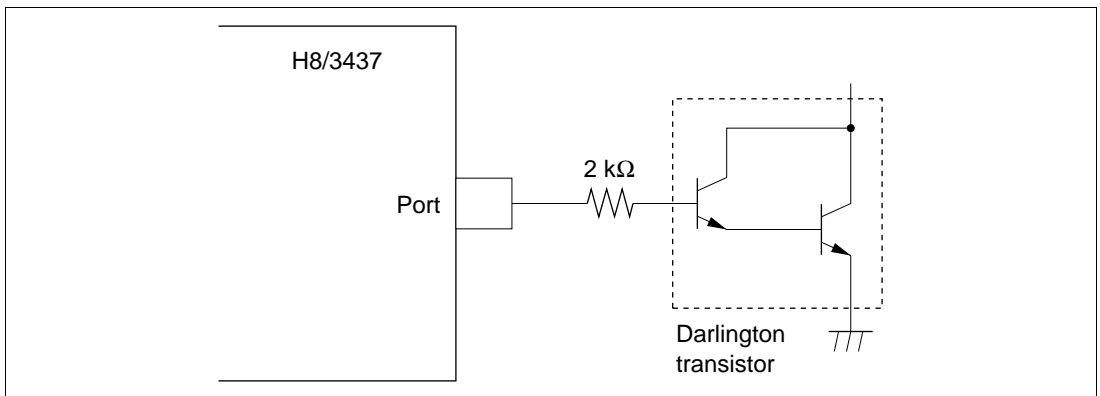 H8/3437
2 kΩ
Port
Darlington
transistor